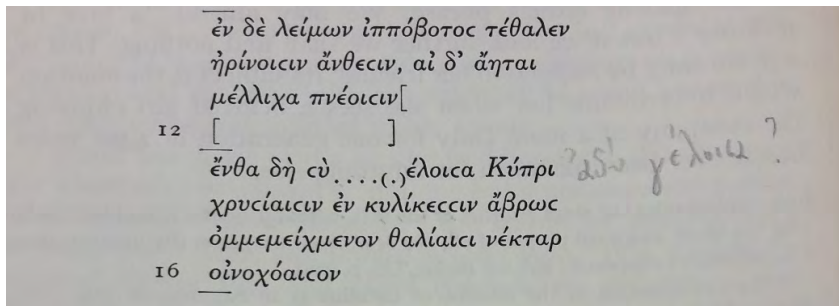 ἐν δὲ λείμων ἰππόβοτος τέθαλεν
ἠρίνοιϲιν ἄνθεϲιν, αἰ δ' ἄηται
μέλλιχα πνέοιϲιν[
12 [ ]
ἔνθα δὴ ϲὺ ....(.)έλοιϲα Κύπρι ἆδυ γέλοιϲα ?
χρυϲίαιϲιν ἐν κυλίκεϲϲιν ἄβρωϲ
ὀμμεμείχμενον θαλίαιϲι νέκταρ
16 οἰνοχόαιϲον